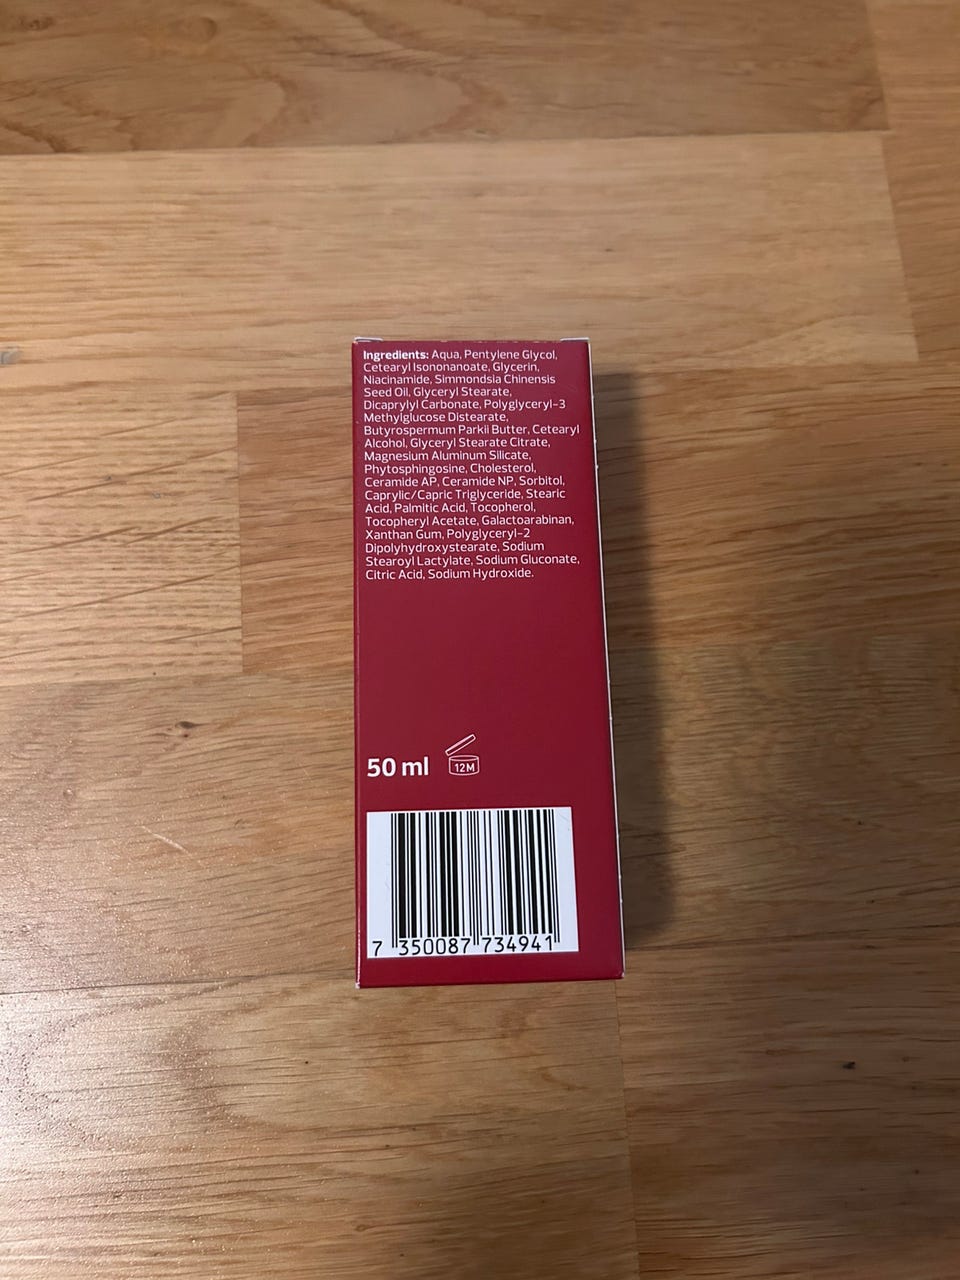 Ingredients: Aqua, Pentylene Glycol,
Cetearyl Isononanoate, Glycerin,
Niacinamide, Simmondsia Chinensis
Seed Oil, Glyceryl Stearate,
Dicaprylyl Carbonate, Polyglyceryl-3
Methylglucose Distearate,
Butyrospermum Parkii Butter, Cetearyl
Alcohol, Glyceryl Stearate Citrate,
Magnesium Aluminum Silicate,
Phytosphingosine, Cholesterol,
Ceramide AP, Ceramide NP, Sorbitol,
Caprylic/Capric Triglyceride, Stearic
Acid, Palmitic Acid, Tocopherol,
Tocopheryl Acetate, Galactoarabinan,
Xanthan Gum, Polyglyceryl-2
Dipolyhydroxystearate, Sodium
Stearoyl Lactylate, Sodium Gluconate,
Citric Acid, Sodium Hydroxide.
50 ml 12M
7 350087 734941